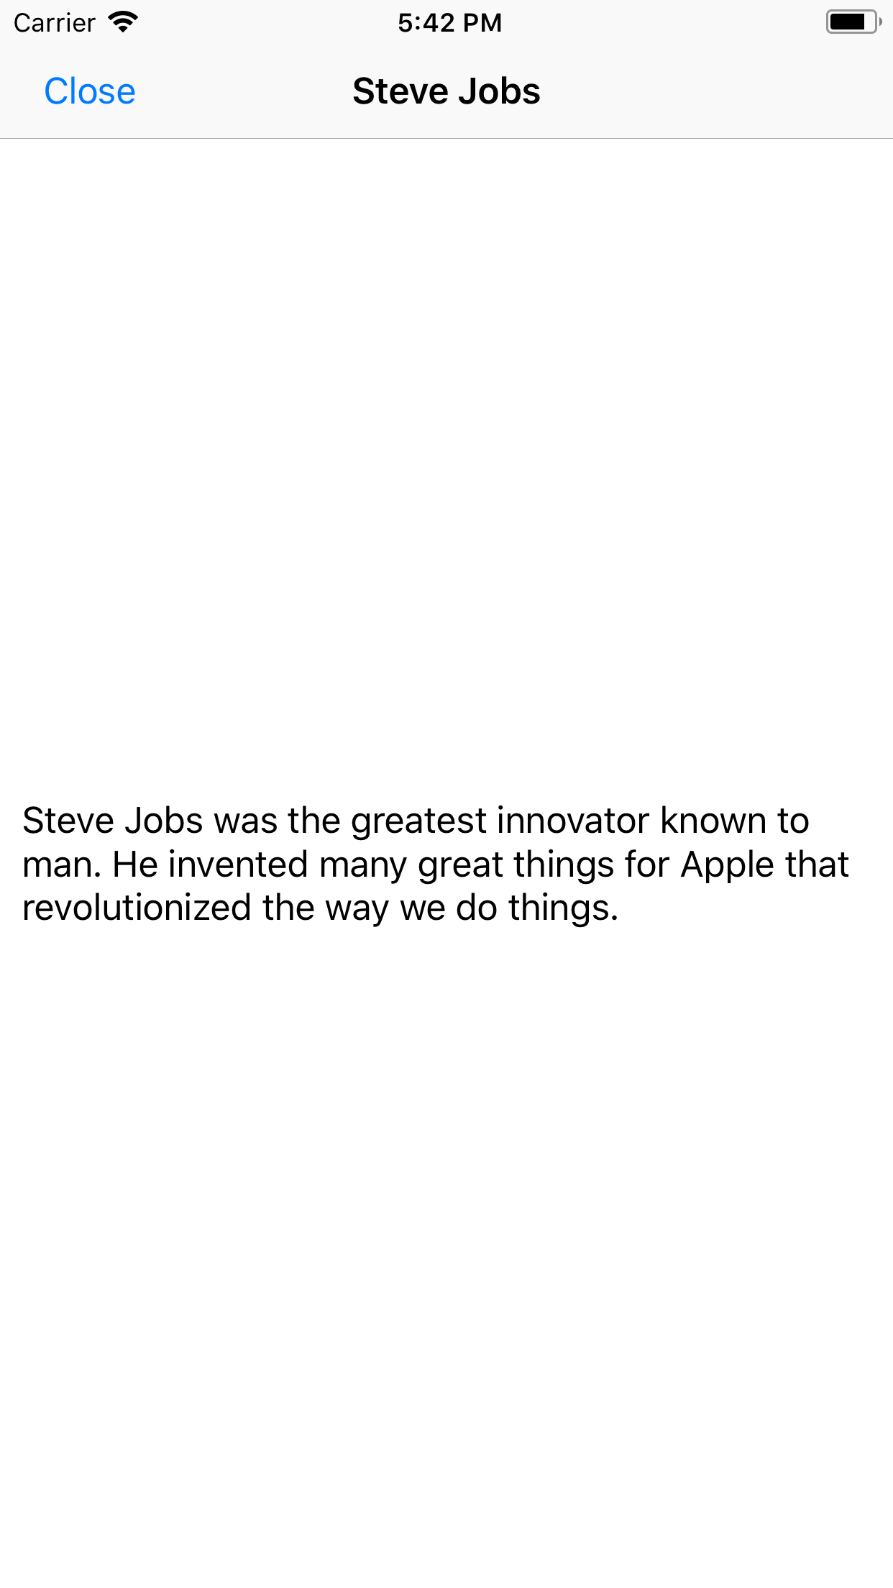 Carrier 5:42 PM
Close Steve Jobs
Steve Jobs was the greatest innovator known to
man. He invented many great things for Apple that
revolutionized the way we do things.